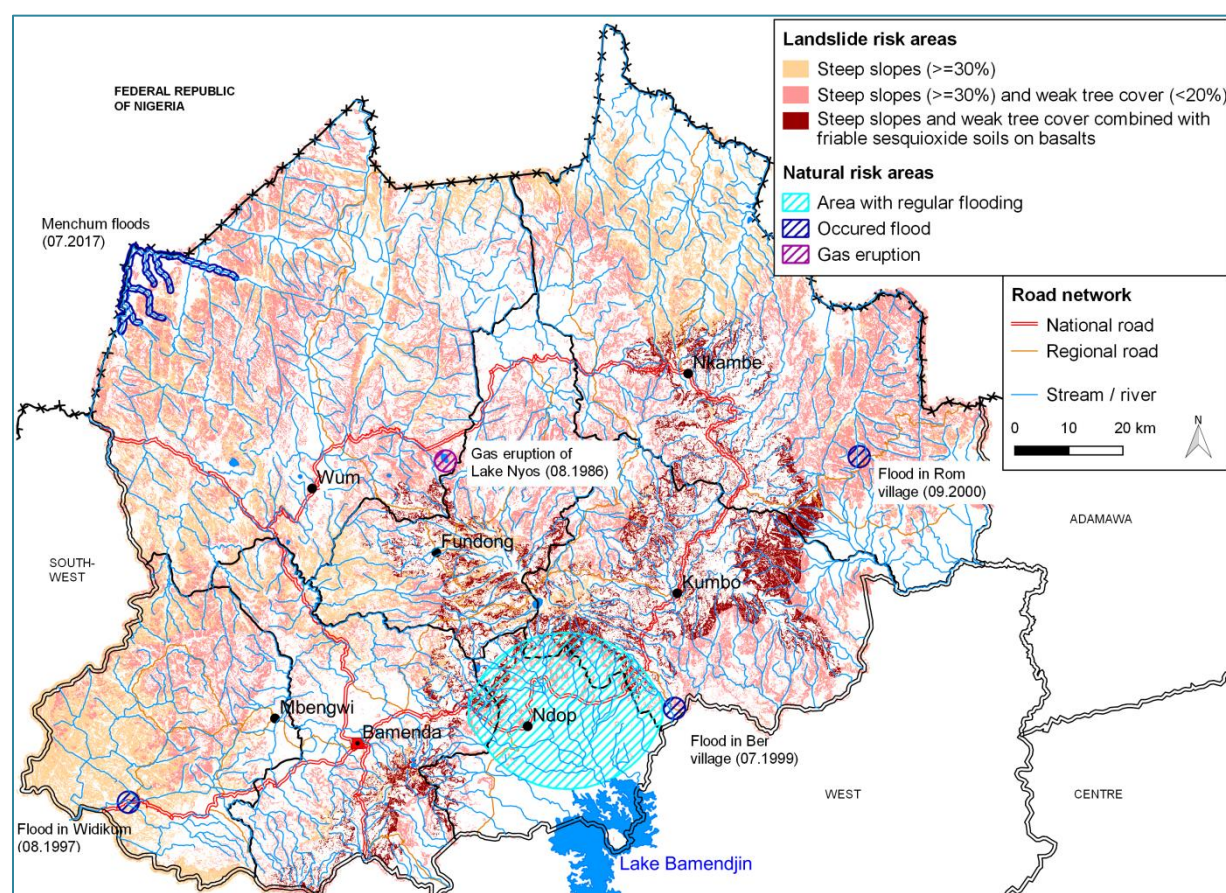 FEDERAL REPUBLIC
OF NIGERIA
Landslide risk areas
Steep slopes (>=30%)
Steep slopes (>=30%) and weak tree cover (<20%)
Steep slopes and weak tree cover combined with
friable sesquioxide soils on basalts
Natural risk areas
Area with regular flooding
Occured flood
Gas eruption
Road network
National road
Regional road
Stream / river
0 10 20 km
N
Menchum floods
(07.2017)
Nkambe
Gas eruption of
Lake Nyos (08.1986)
Wum
Flood in Rom
village (09.2000)
ADAMAWA
Fundong
SOUTH-
WEST
Kumbo
Mbengwi
Ndop
Bamenda
Flood in Ber
village (07.1999)
WEST
CENTRE
Flood in Widikum
(08.1997)
Lake Bamendjin